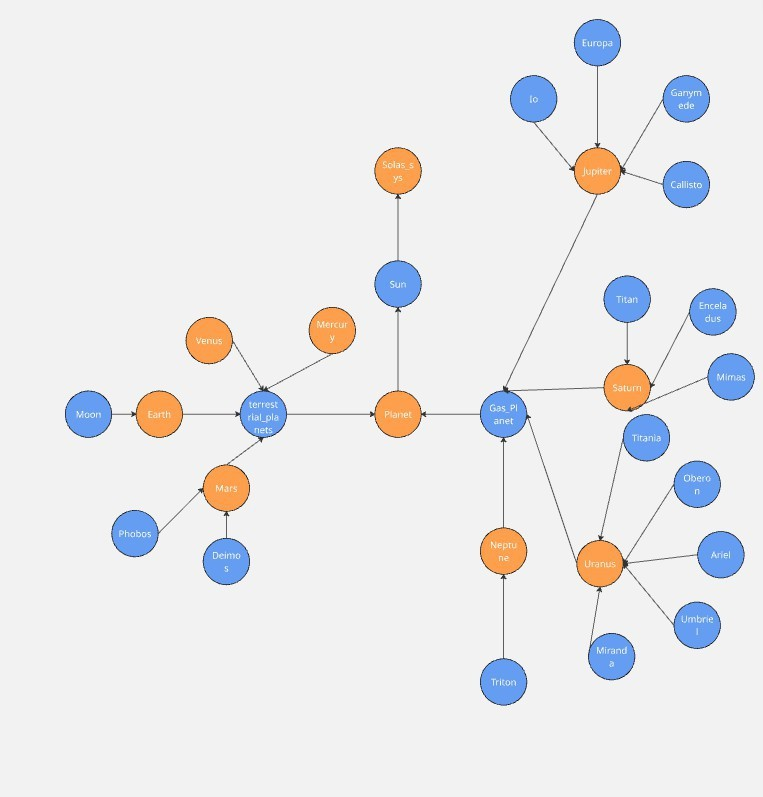 Europa
Io
Ganym
ede
Solas_s
ys
Jupiter
Callisto
Sun
Titan
Encela
dus
Venus
Mercur
y
Saturn
Mimas
Moon
Earth
terrest
rial_pla
nets
Planet
Gas_Pl
anet
Titania
Mars
Obero
n
Phobos
Deimo
s
Neptu
ne
Uranus
Ariel
Umbrie
l
Mirand
a
Triton